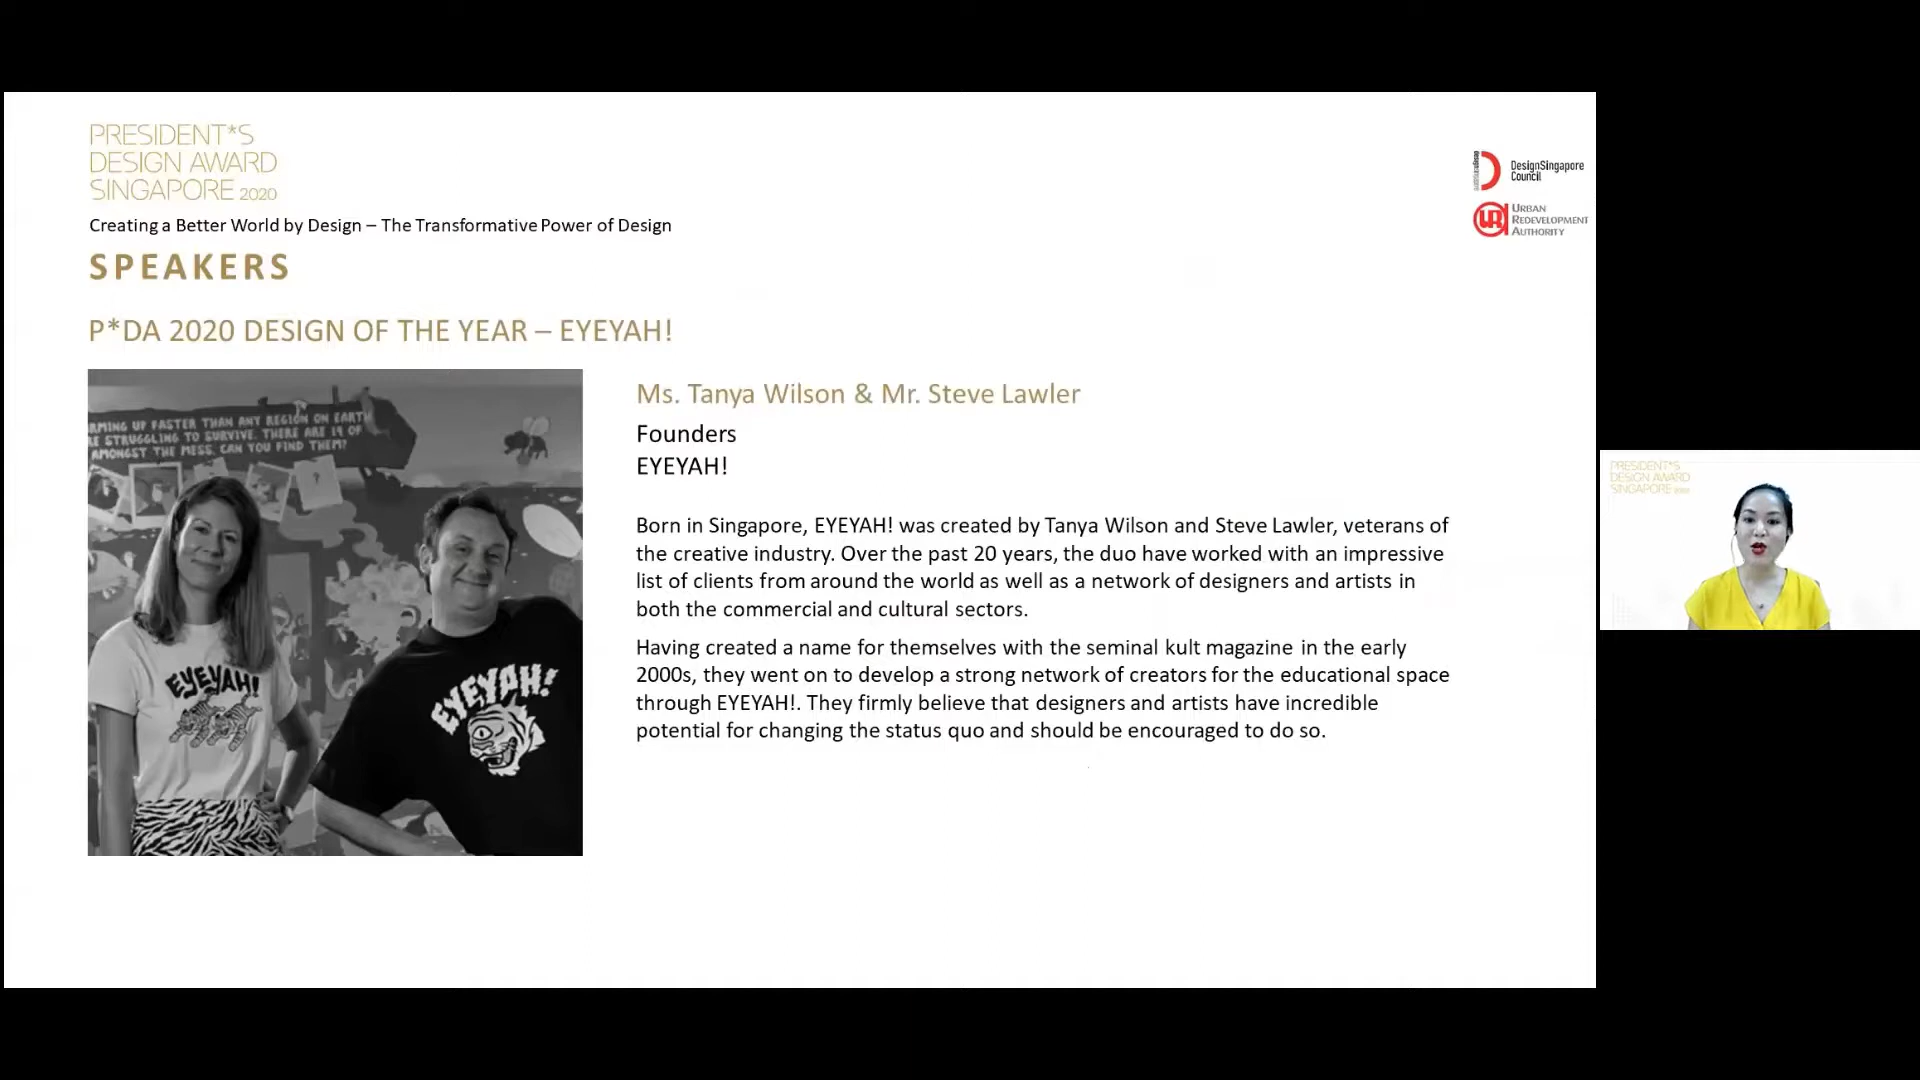 PRESIDENT*S
DESIGN AWARD
SINGAPORE 2020
Creating a Better World by Design – The Transformative Power of Design
SPEAKERS
DesignSingapore
Council
URBAN
REDEVELOPMENT
AUTHORITY
P*DA 2020 DESIGN OF THE YEAR – EYEYAH!
RMING UP FASTER THAN ANY REGION ON EARTH
E STRUGGLING TO SURVIVE. THERE ARE 19 OF
AMONGST THE MESS. CAN YOU FIND THEM?
EYEYAH!
EYEYAH!
Ms. Tanya Wilson & Mr. Steve Lawler
Founders
EYEYAH!
Born in Singapore, EYEYAH! was created by Tanya Wilson and Steve Lawler, veterans of
the creative industry. Over the past 20 years, the duo have worked with an impressive
list of clients from around the world as well as a network of designers and artists in
both the commercial and cultural sectors.
Having created a name for themselves with the seminal kult magazine in the early
2000s, they went on to develop a strong network of creators for the educational space
through EYEYAH!. They firmly believe that designers and artists have incredible
potential for changing the status quo and should be encouraged to do so.
PRESIDENT*S
DESIGN AWARD
SINGAPORE 2020